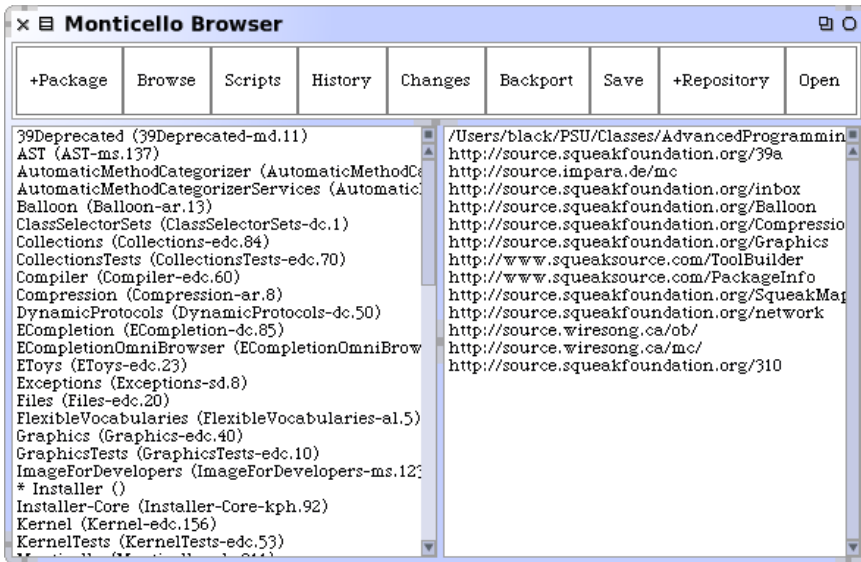 Monticello Browser
+Package Browse Scripts History Changes Backport Save +Repository Open
39Deprecated (39Deprecated-md.11)
AST (AST-ms.137)
AutomaticMethodCategorizer (AutomaticMethodCa
AutomaticMethodCategorizerServices (Automatic
Balloon (Balloon-ar.13)
ClassSelectorSets (ClassSelectorSets-dc.1)
Collections (Collections-edc.84)
CollectionsTests (CollectionsTests-edc.70)
Compiler (Compiler-edc.60)
Compression (Compression-ar.8)
DynamicProtocols (DynamicProtocols-dc.50)
ECompletion (ECompletion-dc.85)
ECompletionOmniBrowser (ECompletionOmniBrow
EToys (EToys-edc.23)
Exceptions (Exceptions-sd.8)
Files (Files-edc.20)
FlexibleVocabularies (FlexibleVocabularies-al.5)
Graphics (Graphics-edc.40)
GraphicsTests (GraphicsTests-edc.10)
ImageForDevelopers (ImageForDevelopers-ms.123
* Installer ()
Installer-Core (Installer-Core-kph.92)
Kernel (Kernel-edc.156)
KernelTests (KernelTests-edc.53)
/Users/black/PSU/Classes/AdvancedProgrammin
http://source.squeakfoundation.org/39a
http://source.impara.de/mc
http://source.squeakfoundation.org/inbox
http://source.squeakfoundation.org/Balloon
http://source.squeakfoundation.org/Compressio
http://source.squeakfoundation.org/Graphics
http://www.squeaksource.com/ToolBuilder
http://www.squeaksource.com/PackageInfo
http://source.squeakfoundation.org/SqueakMap
http://source.squeakfoundation.org/network
http://source.wiresong.ca/ob/
http://source.wiresong.ca/mc/
http://source.squeakfoundation.org/310